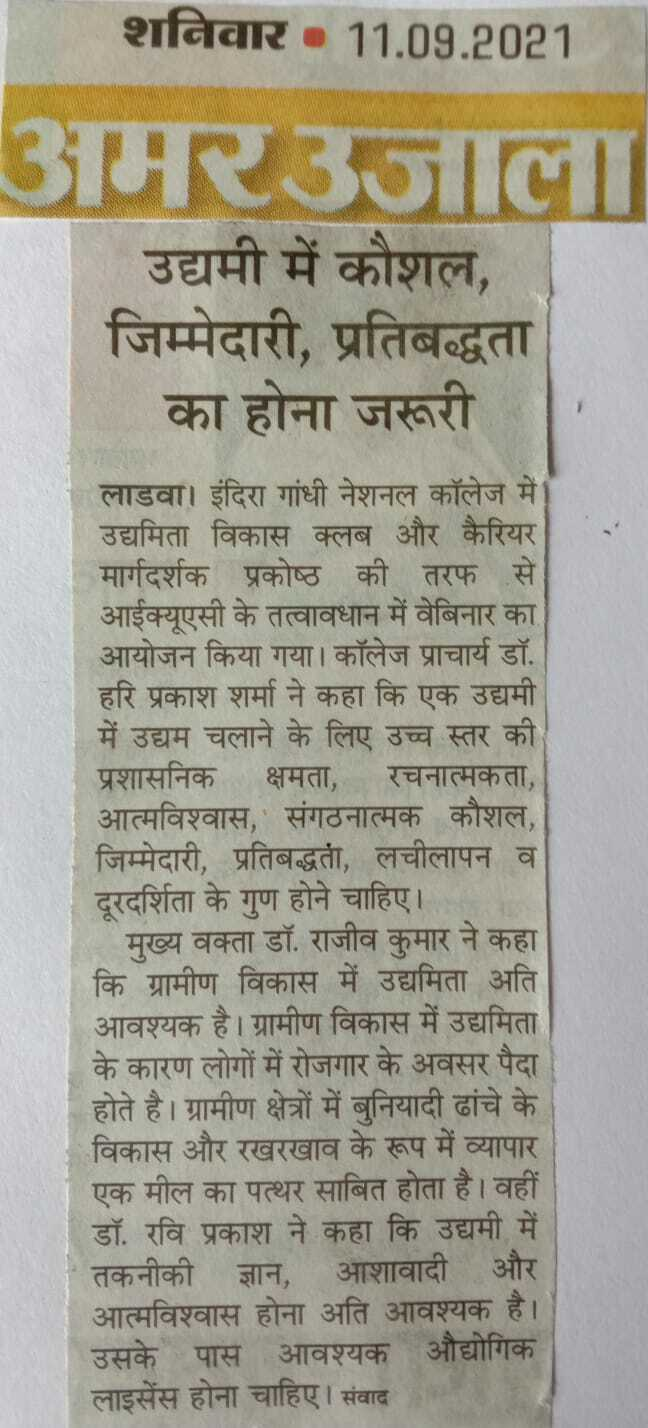 शनिवार • 11.09.2021
अमर उजाला
उद्यमी में कौशल,
जिम्मेदारी, प्रतिबद्धता
का होना जरूरी
लाडवा। इंदिरा गांधी नेशनल कॉलेज में
उद्यमिता विकास क्लब और कैरियर
मार्गदर्शक प्रकोष्ठ की तरफ से
आईक्यूएसी के तत्वावधान में वेबिनार का
आयोजन किया गया। कॉलेज प्राचार्य डॉ.
हरि प्रकाश शर्मा ने कहा कि एक उद्यमी
में उद्यम चलाने के लिए उच्च स्तर की
प्रशासनिक क्षमता, रचनात्मकता,
आत्मविश्वास, संगठनात्मक कौशल,
जिम्मेदारी, प्रतिबद्धता, लचीलापन व
दूरदर्शिता के गुण होने चाहिए।
मुख्य वक्ता डॉ. राजीव कुमार ने कहा
कि ग्रामीण विकास में उद्यमिता अति
आवश्यक है। ग्रामीण विकास में उद्यमिता
के कारण लोगों में रोजगार के अवसर पैदा
होते है। ग्रामीण क्षेत्रों में बुनियादी ढांचे के
विकास और रखरखाव के रूप में व्यापार
एक मील का पत्थर साबित होता है। वहीं
डॉ. रवि प्रकाश ने कहा कि उद्यमी में
तकनीकी ज्ञान, आशावादी और
आत्मविश्वास होना अति आवश्यक है।
उसके पास आवश्यक औद्योगिक
लाइसेंस होना चाहिए। संवाद